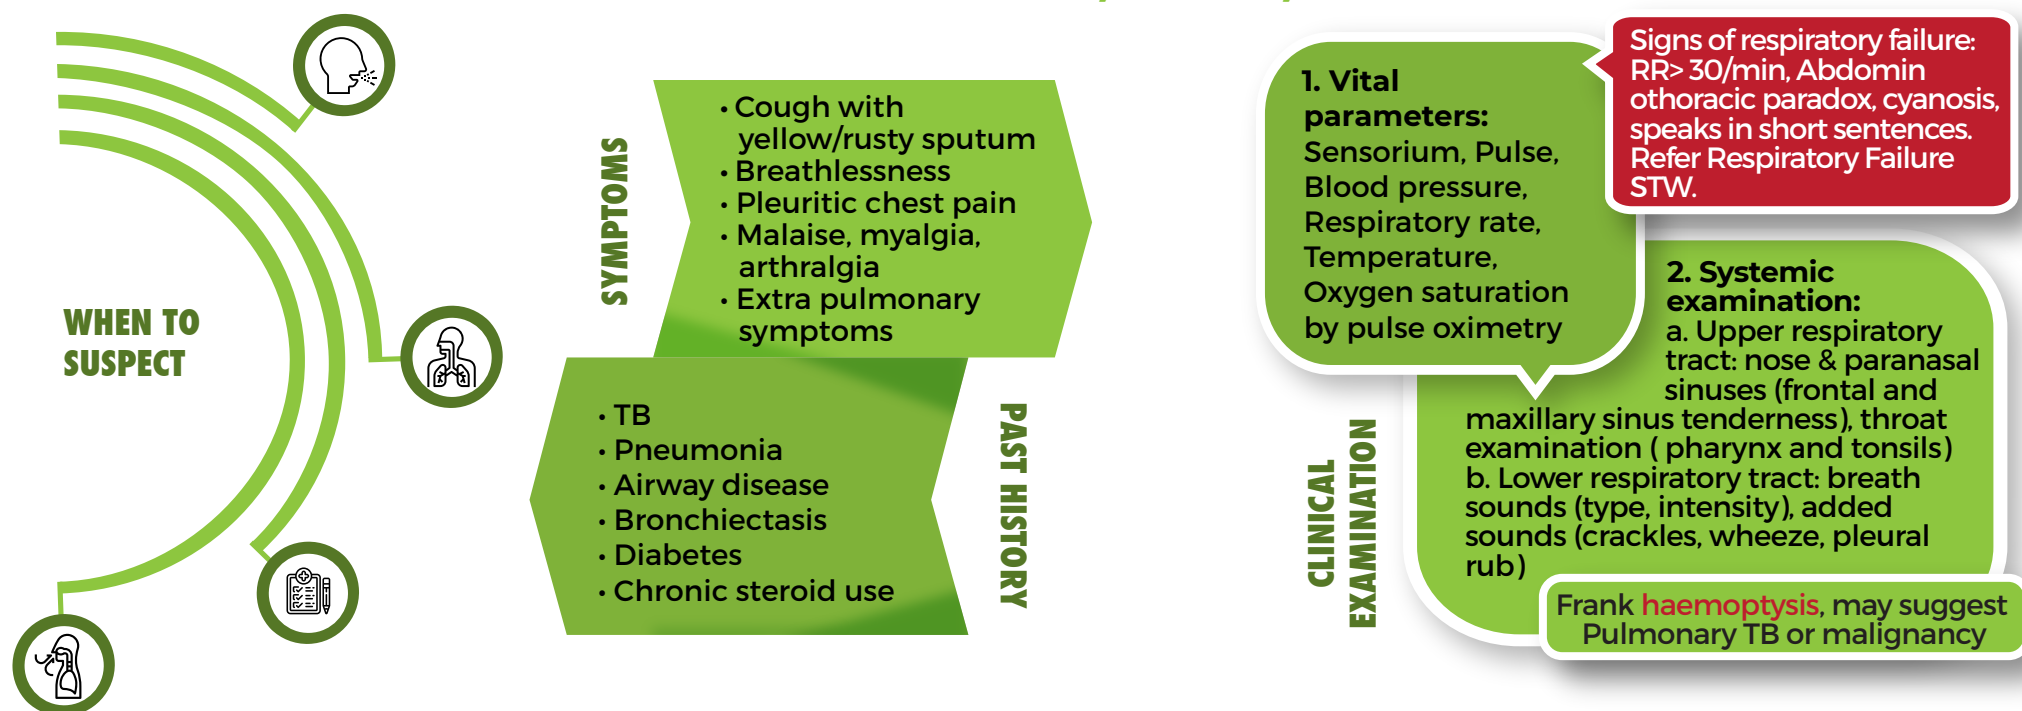 WHEN TO
SUSPECT
SYMPTOMS
• Cough with
yellow/rusty sputum
• Breathlessness
• Pleuritic chest pain
• Malaise, myalgia,
arthralgia
• Extra pulmonary
symptoms
• TB
• Pneumonia
• Airway disease
• Bronchiectasis
• Diabetes
• Chronic steroid use
PAST HISTORY
CLINICAL
EXAMINATION
1. Vital
parameters:
Sensorium, Pulse,
Blood pressure,
Respiratory rate,
Temperature,
Oxygen saturation
by pulse oximetry
Signs of respiratory failure:
RR> 30/min, Abdomin
othoracic paradox, cyanosis,
speaks in short sentences.
Refer Respiratory Failure
STW.
2. Systemic
examination:
a. Upper respiratory
tract: nose & paranasal
sinuses (frontal and
maxillary sinus tenderness), throat
examination ( pharynx and tonsils)
b. Lower respiratory tract: breath
sounds (type, intensity), added
sounds (crackles, wheeze, pleural
rub)
Frank haemoptysis, may suggest
Pulmonary TB or malignancy